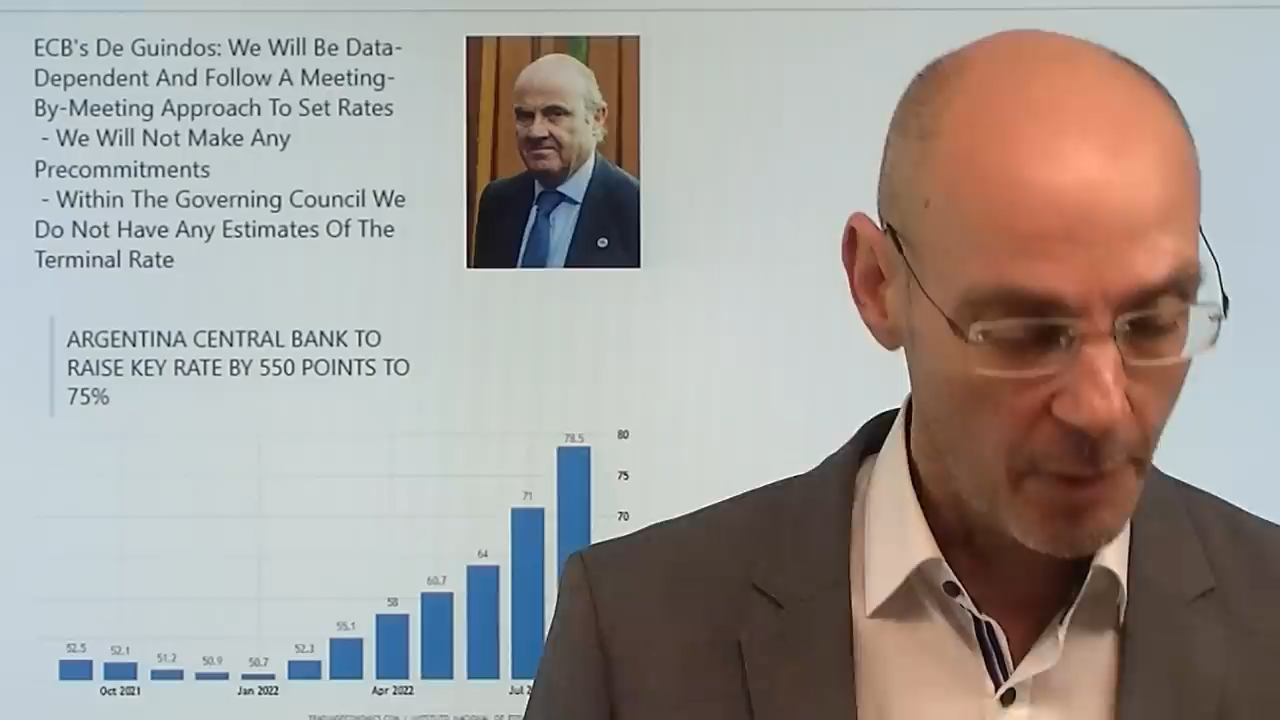 ECB's De Guindos: We Will Be Data-
Dependent And Follow A Meeting-
By-Meeting Approach To Set Rates
- We Will Not Make Any
Precommitments
- Within The Governing Council We
Do Not Have Any Estimates Of The
Terminal Rate
ARGENTINA CENTRAL BANK TO
RAISE KEY RATE BY 550 POINTS TO
75%
80
78.5
75
71
70
64
60.7
58
55.1
52.5
52.1
51.2
50.9
50.7
52.3
Oct 2021
Jan 2022
Apr 2022
Jul 2